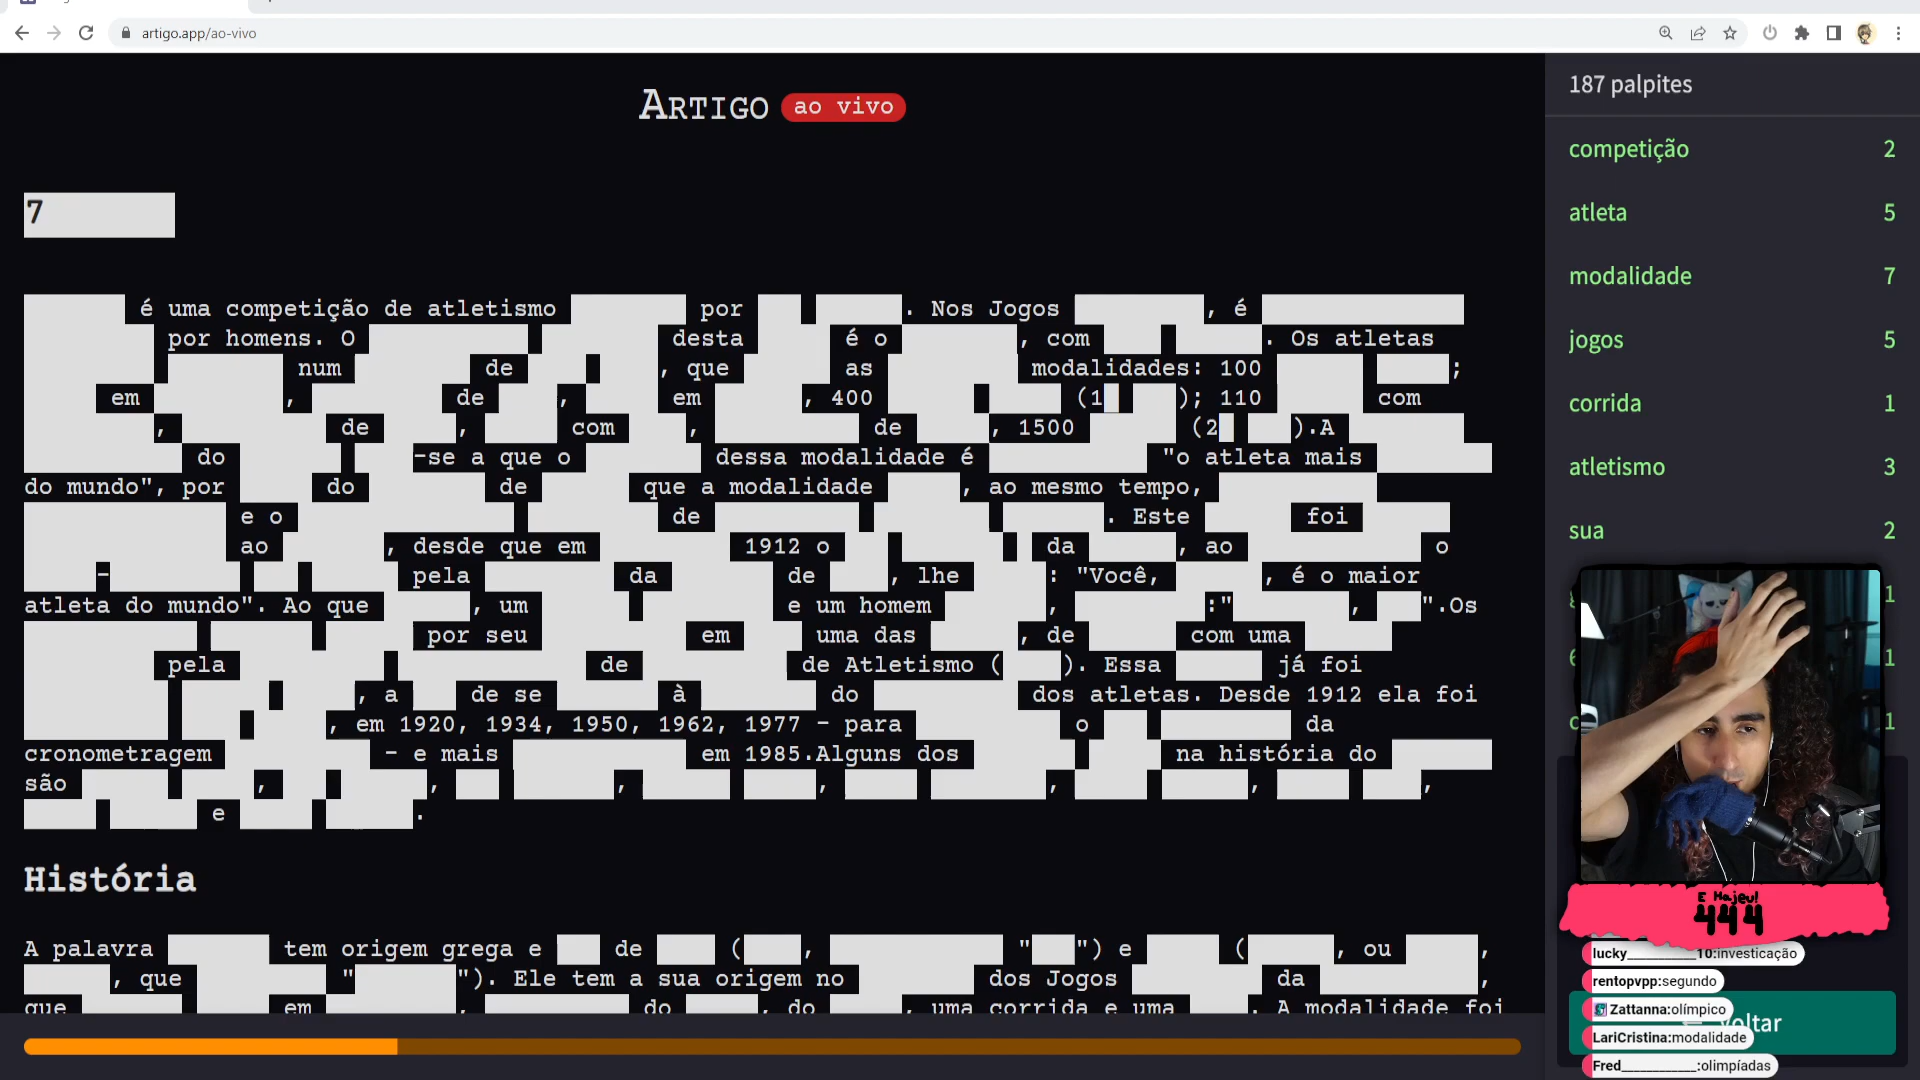 artigo.app/ao-vivo
ARTIGO ao vivo
7
é uma competição de atletismo por . Nos Jogos , é
por homens. O desta é o , com . Os atletas
num de , que as modalidades: 100 ;
em , de , em , 400 (1 ); 110 com
, de , com , de , 1500 (2 ).A
do -se a que o dessa modalidade é "o atleta mais
do mundo", por do de que a modalidade , ao mesmo tempo,
e o de . Este foi
ao , desde que em 1912 o da , ao o
- pela da de , lhe : "Você, , é o maior
atleta do mundo". Ao que , um e um homem , :" , ".Os
por seu em uma das , de com uma
pela de de Atletismo ( ). Essa já foi
, a de se à do dos atletas. Desde 1912 ela foi
, em 1920, 1934, 1950, 1962, 1977 - para o da
cronometragem - e mais em 1985.Alguns dos na história do
são , , , , , , ,
e .
História
A palavra tem origem grega e de ( , " ") e ( , ou ,
, que " "). Ele tem a sua origem no dos Jogos da ,
que em , do , do , uma corrida e uma . A modalidade foi
187 palpites
competição 2
atleta 5
modalidade 7
jogos 5
corrida 1
atletismo 3
sua 2
1
1
1
E Hajeu!
444
lucky__________10:investicação
rentopvpp:segundo
Zattanna:olímpico
LariCristina:modalidade
Fred____________:olimpíadas